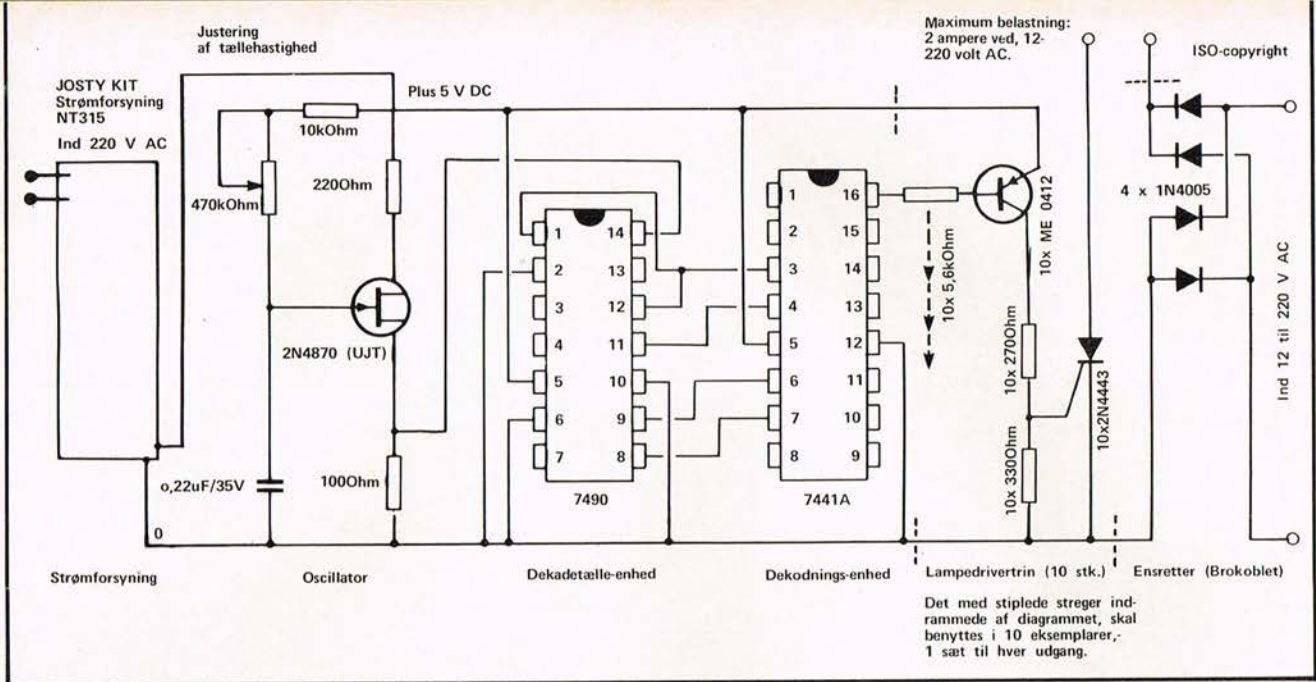 Justering
af tællehastighed
JOSTY KIT
Strømforsyning
NT315
Ind 220 V AC
10kOhm
Plus 5 V DC
470kOhm
220Ohm
2N4870 (UJT)
100Ohm
o,22uF/35V
0
1 14
2 13
3 12
4 11
5 10
6 9
7 8
7490
1 16
2 15
3 14
4 13
5 12
6 11
7 10
8 9
7441A
10x 5,6kOhm
10x ME 0412
10x 270Ohm
10x 330Ohm
10x2N4443
Maximum belastning:
2 ampere ved, 12-
220 volt AC.
ISO-copyright
4 x 1N4005
Ind 12 til 220 V AC
Strømforsyning
Oscillator
Dekadetælle-enhed
Dekodnings-enhed
Lampedrivertrin (10 stk.)
Ensretter (Brokoblet)
Det med stiplede streger ind-
rammede af diagrammet, skal
benyttes i 10 eksemplarer,-
1 sæt til hver udgang.